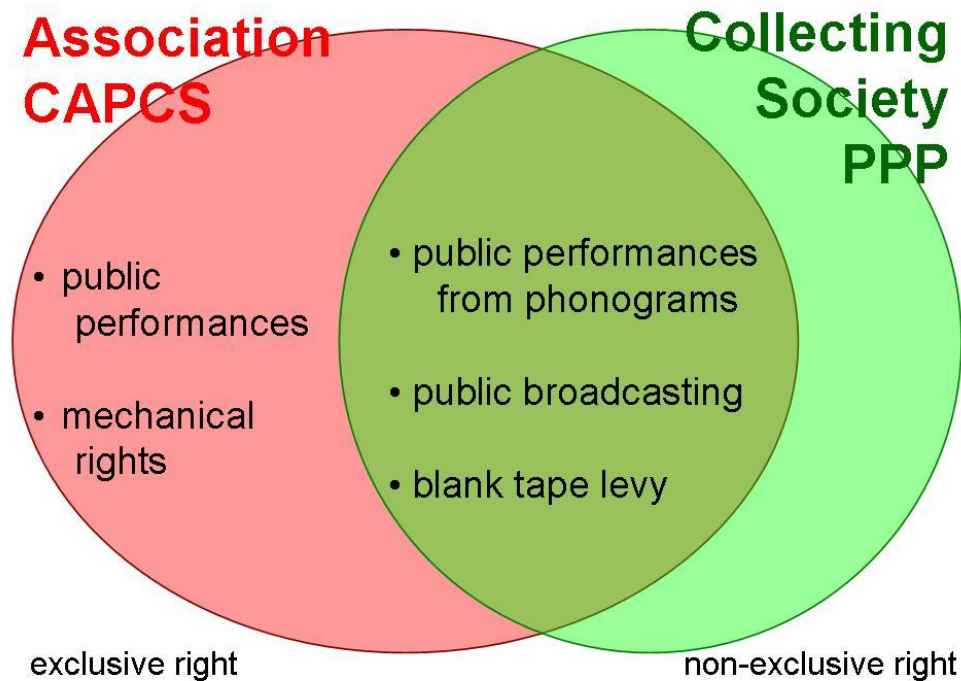 Association
CAPCS
Collecting
Society
PPP
• public
performances
• mechanical
rights
• public performances
from phonograms
• public broadcasting
• blank tape levy
exclusive right
non-exclusive right